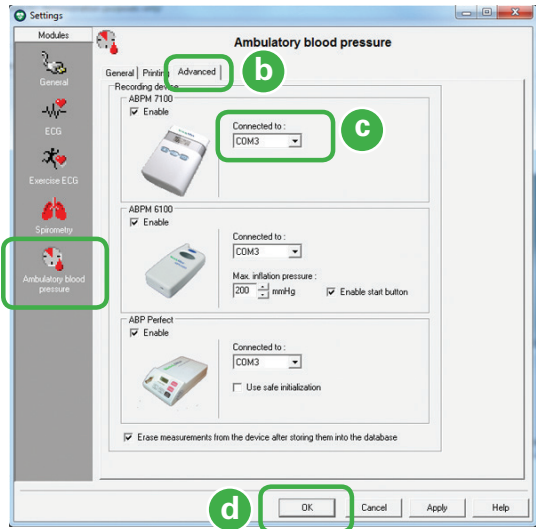 Settings
Modules
Ambulatory blood pressure
General
ECG
Exercise ECG
Spirometry
Ambulatory blood
pressure
General Printing Advanced
b
Recording device
ABPM 7100
Enable
Connected to :
COM3
c
ABPM 6100
Enable
Connected to :
COM3
Max. inflation pressure :
200 mmHg Enable start button
ABP Perfect
Enable
Connected to :
COM3
Use safe initialization
Erase measurements from the device after storing them into the database
d
OK Cancel Apply Help